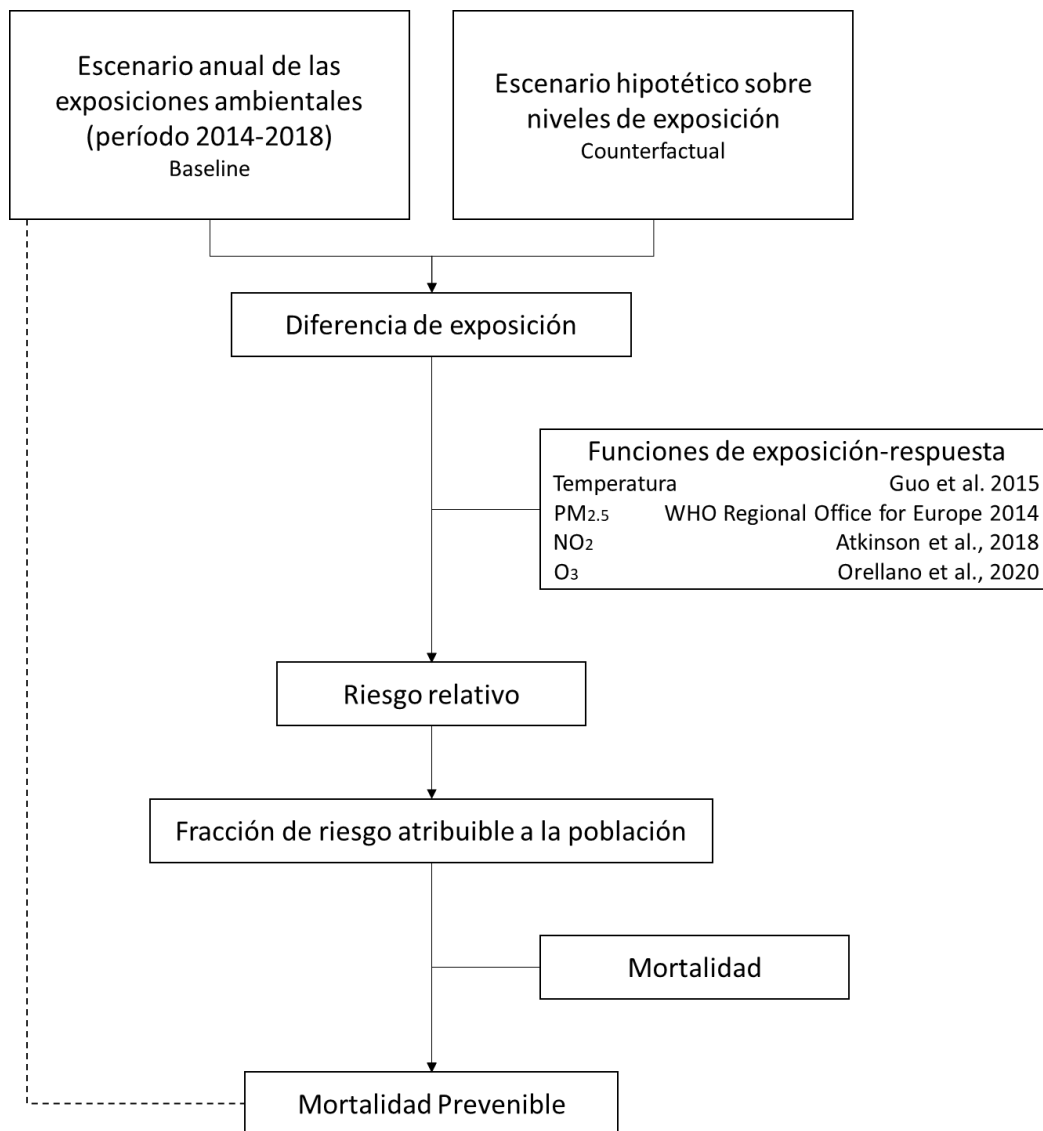 Escenario anual de las
exposiciones ambientales
(período 2014-2018)
Baseline
Escenario hipotético sobre
niveles de exposición
Counterfactual
Diferencia de exposición
Funciones de exposición-respuesta
Temperatura Guo et al. 2015
PM2.5 WHO Regional Office for Europe 2014
NO2 Atkinson et al., 2018
O3 Orellano et al., 2020
Riesgo relativo
Fracción de riesgo atribuible a la población
Mortalidad
Mortalidad Prevenible